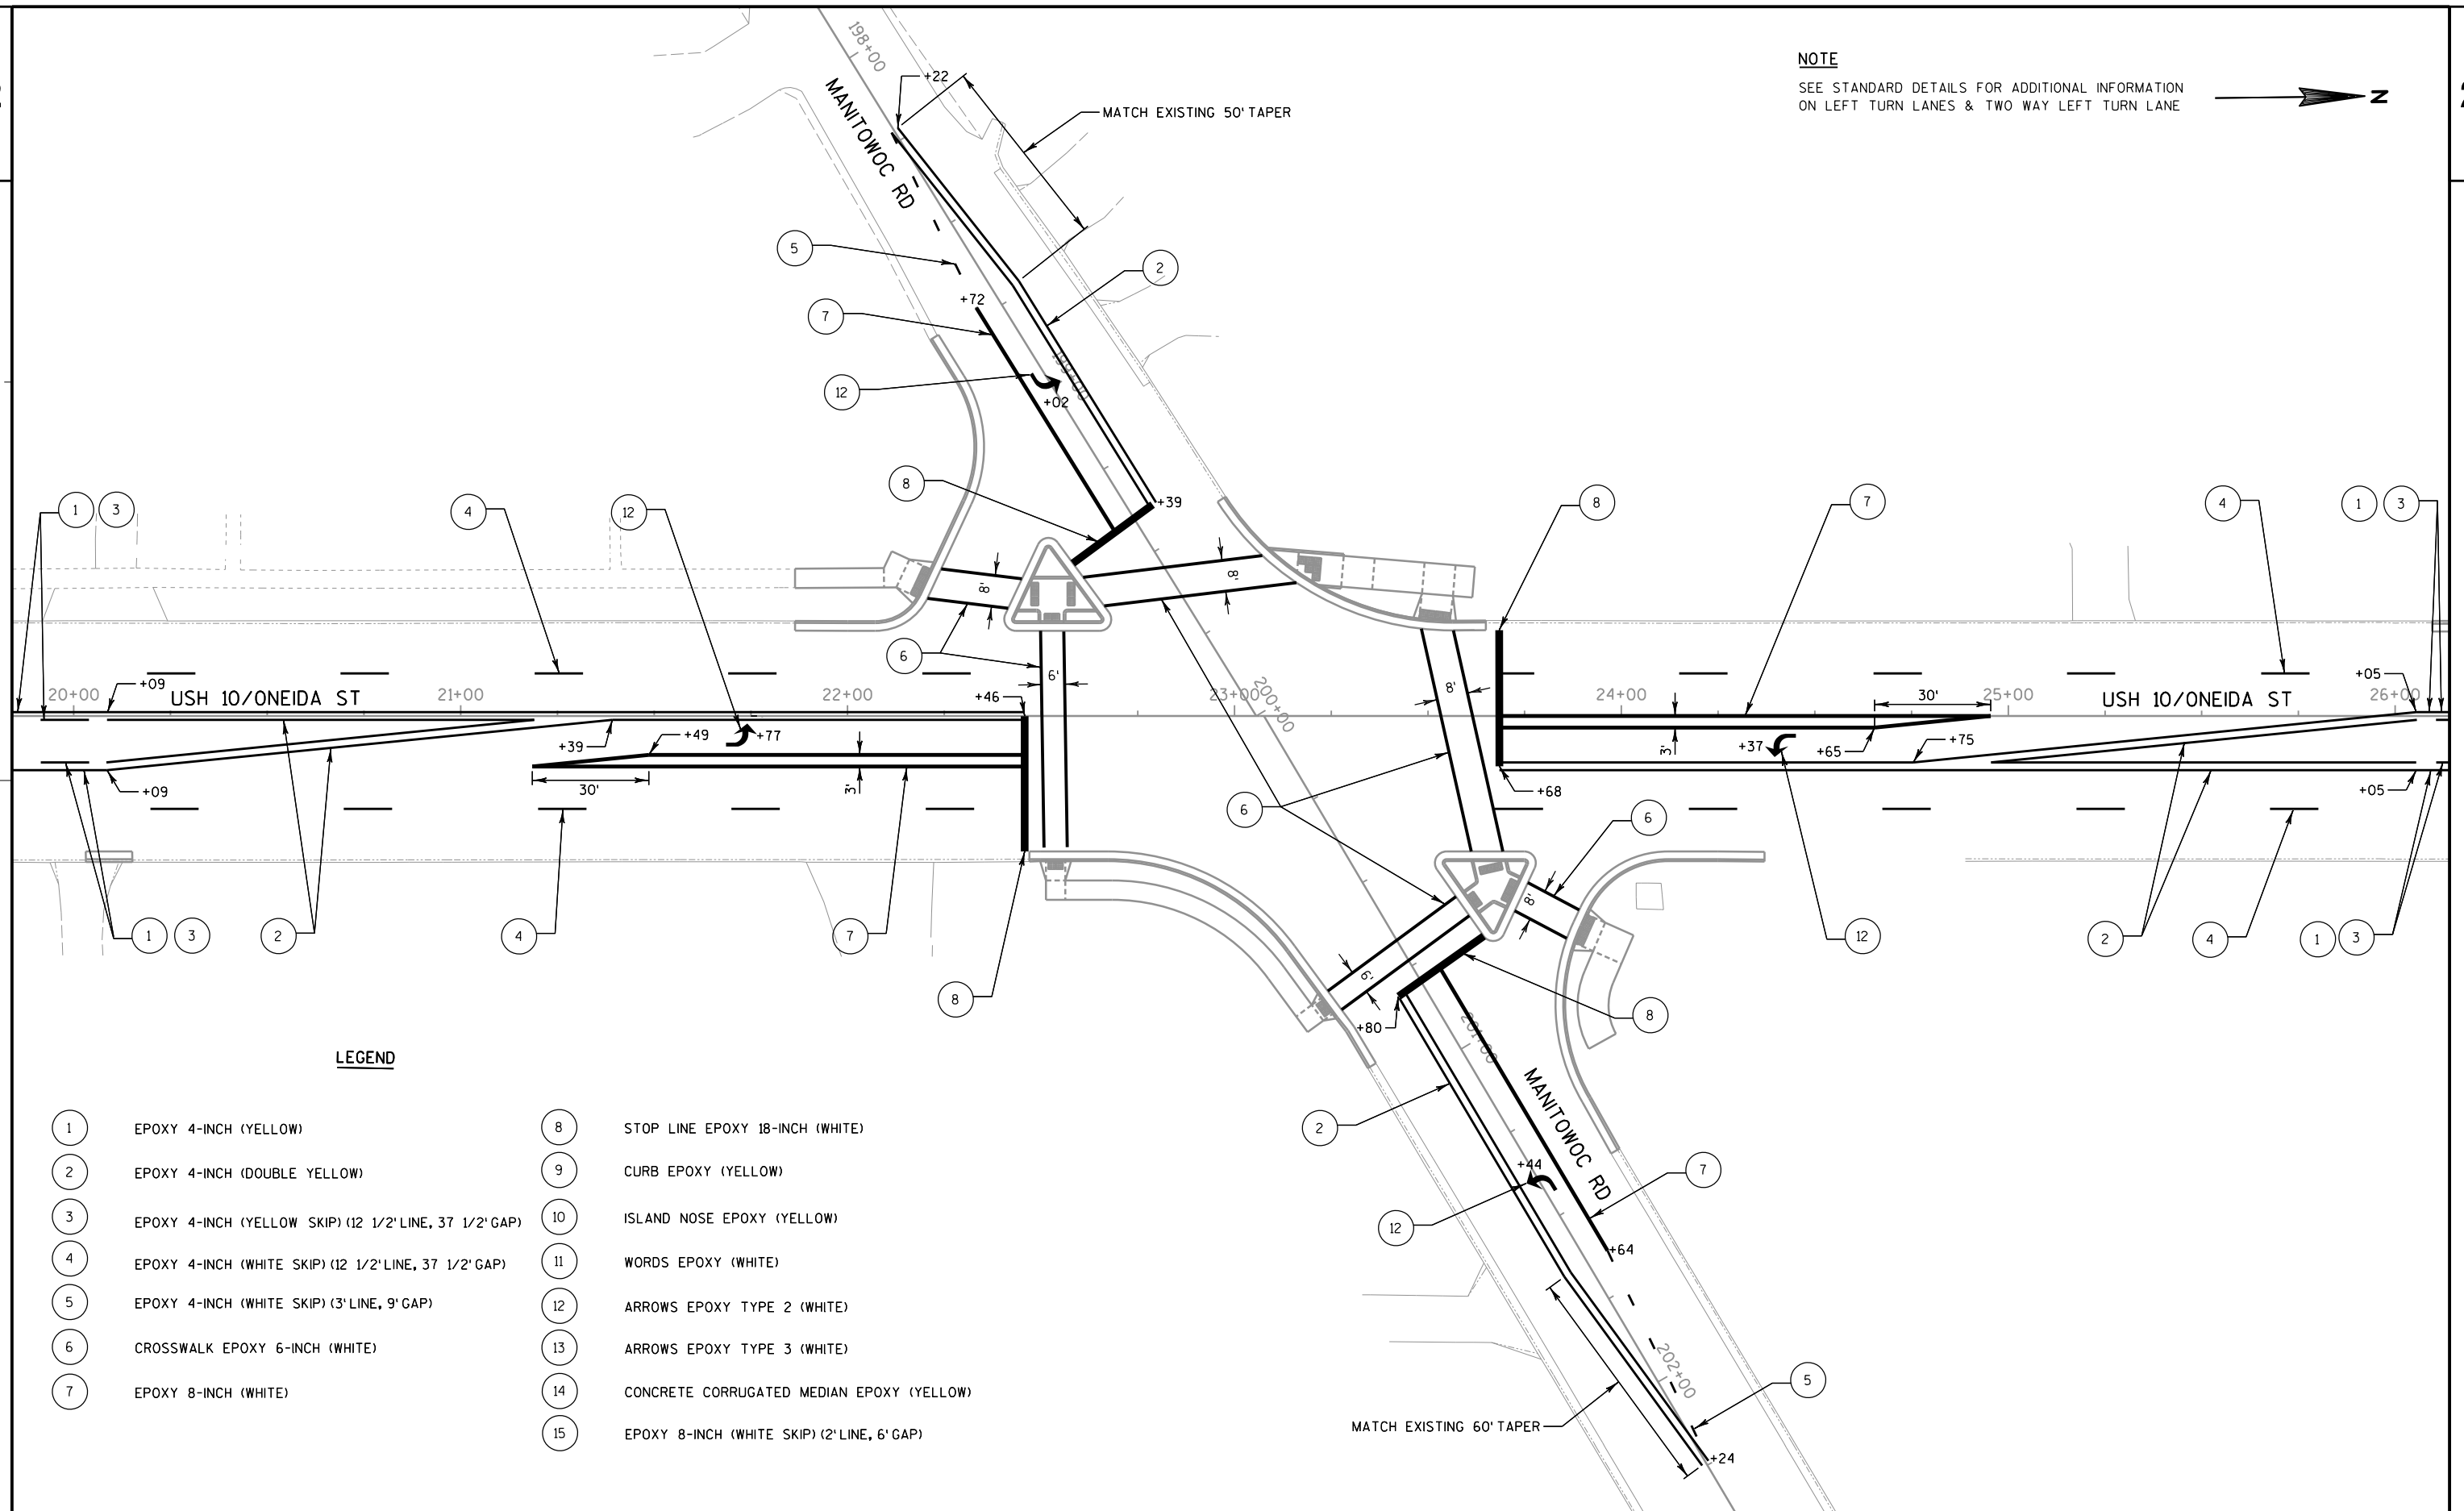 NOTE
SEE STANDARD DETAILS FOR ADDITIONAL INFORMATION
ON LEFT TURN LANES & TWO WAY LEFT TURN LANE
N
198+00
+22
MANITOWOC RD
MATCH EXISTING 50' TAPER
5
2
+72
7
199+00
12
+02
8
+39
1 3
4
12
8
7
4
1 3
8'
8'
6
6'
8'
20+00
+09
USH 10/ONEIDA ST
21+00
22+00
+46
23+00
200+00
24+00
30'
25+00
USH 10/ONEIDA ST
+05
26+00
+39
+49
+77
3'
+37
+65
+75
+09
30'
3'
+68
+05
6
6
8'
1 3
2
4
7
12
2
4
1 3
8
6'
+80
201+00
8
MANITOWOC RD
2
+44
7
12
+64
202+00
5
MATCH EXISTING 60' TAPER
+24
LEGEND
1 EPOXY 4-INCH (YELLOW)
2 EPOXY 4-INCH (DOUBLE YELLOW)
3 EPOXY 4-INCH (YELLOW SKIP) (12 1/2' LINE, 37 1/2' GAP)
4 EPOXY 4-INCH (WHITE SKIP) (12 1/2' LINE, 37 1/2' GAP)
5 EPOXY 4-INCH (WHITE SKIP) (3' LINE, 9' GAP)
6 CROSSWALK EPOXY 6-INCH (WHITE)
7 EPOXY 8-INCH (WHITE)
8 STOP LINE EPOXY 18-INCH (WHITE)
9 CURB EPOXY (YELLOW)
10 ISLAND NOSE EPOXY (YELLOW)
11 WORDS EPOXY (WHITE)
12 ARROWS EPOXY TYPE 2 (WHITE)
13 ARROWS EPOXY TYPE 3 (WHITE)
14 CONCRETE CORRUGATED MEDIAN EPOXY (YELLOW)
15 EPOXY 8-INCH (WHITE SKIP) (2' LINE, 6' GAP)